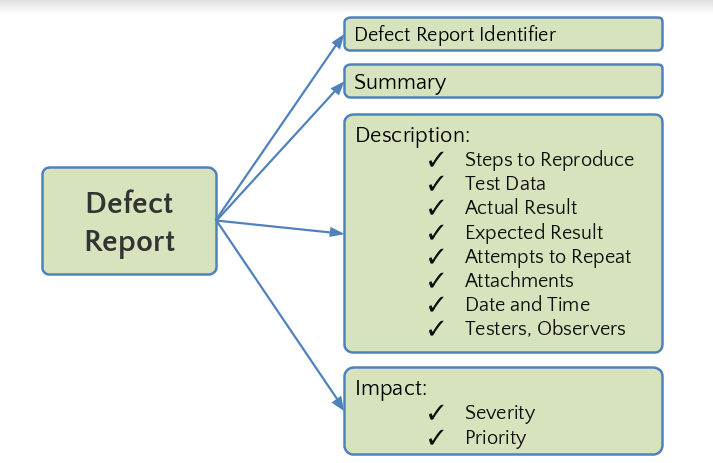 Defect
Report
Defect Report Identifier
Summary
Description:
✓ Steps to Reproduce
✓ Test Data
✓ Actual Result
✓ Expected Result
✓ Attempts to Repeat
✓ Attachments
✓ Date and Time
✓ Testers, Observers
Impact:
✓ Severity
✓ Priority